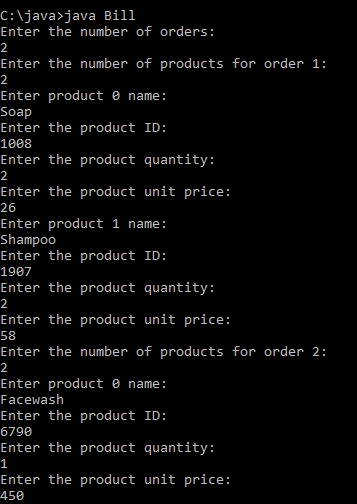 C:\java>java Bill
Enter the number of orders:
2
Enter the number of products for order 1:
2
Enter product 0 name:
Soap
Enter the product ID:
1008
Enter the product quantity:
2
Enter the product unit price:
26
Enter product 1 name:
Shampoo
Enter the product ID:
1907
Enter the product quantity:
2
Enter the product unit price:
58
Enter the number of products for order 2:
2
Enter product 0 name:
Facewash
Enter the product ID:
6790
Enter the product quantity:
1
Enter the product unit price:
450